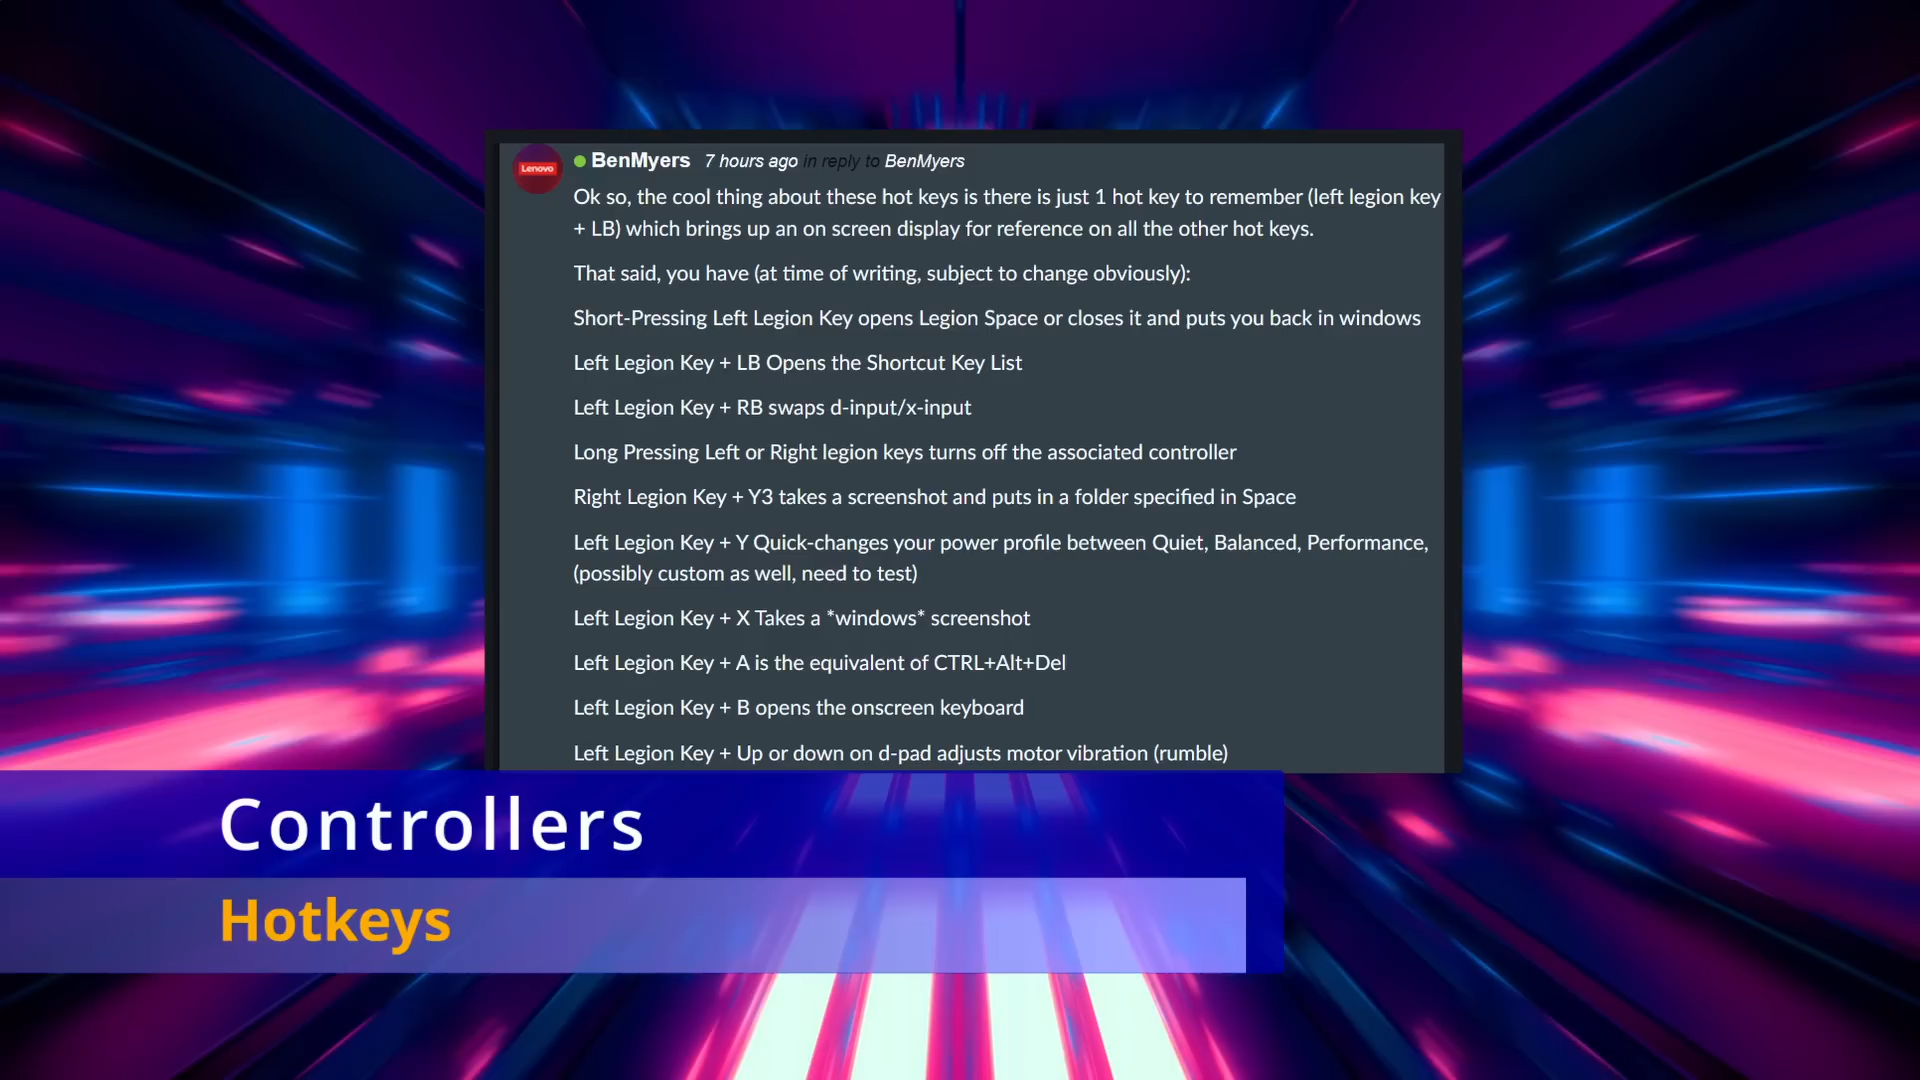 Lenovo
BenMyers 7 hours ago in reply to BenMyers
Ok so, the cool thing about these hot keys is there is just 1 hot key to remember (left legion key
+ LB) which brings up an on screen display for reference on all the other hot keys.
That said, you have (at time of writing, subject to change obviously):
Short-Pressing Left Legion Key opens Legion Space or closes it and puts you back in windows
Left Legion Key + LB Opens the Shortcut Key List
Left Legion Key + RB swaps d-input/x-input
Long Pressing Left or Right legion keys turns off the associated controller
Right Legion Key + Y3 takes a screenshot and puts in a folder specified in Space
Left Legion Key + Y Quick-changes your power profile between Quiet, Balanced, Performance,
(possibly custom as well, need to test)
Left Legion Key + X Takes a *windows* screenshot
Left Legion Key + A is the equivalent of CTRL+Alt+Del
Left Legion Key + B opens the onscreen keyboard
Left Legion Key + Up or down on d-pad adjusts motor vibration (rumble)
Controllers
Hotkeys